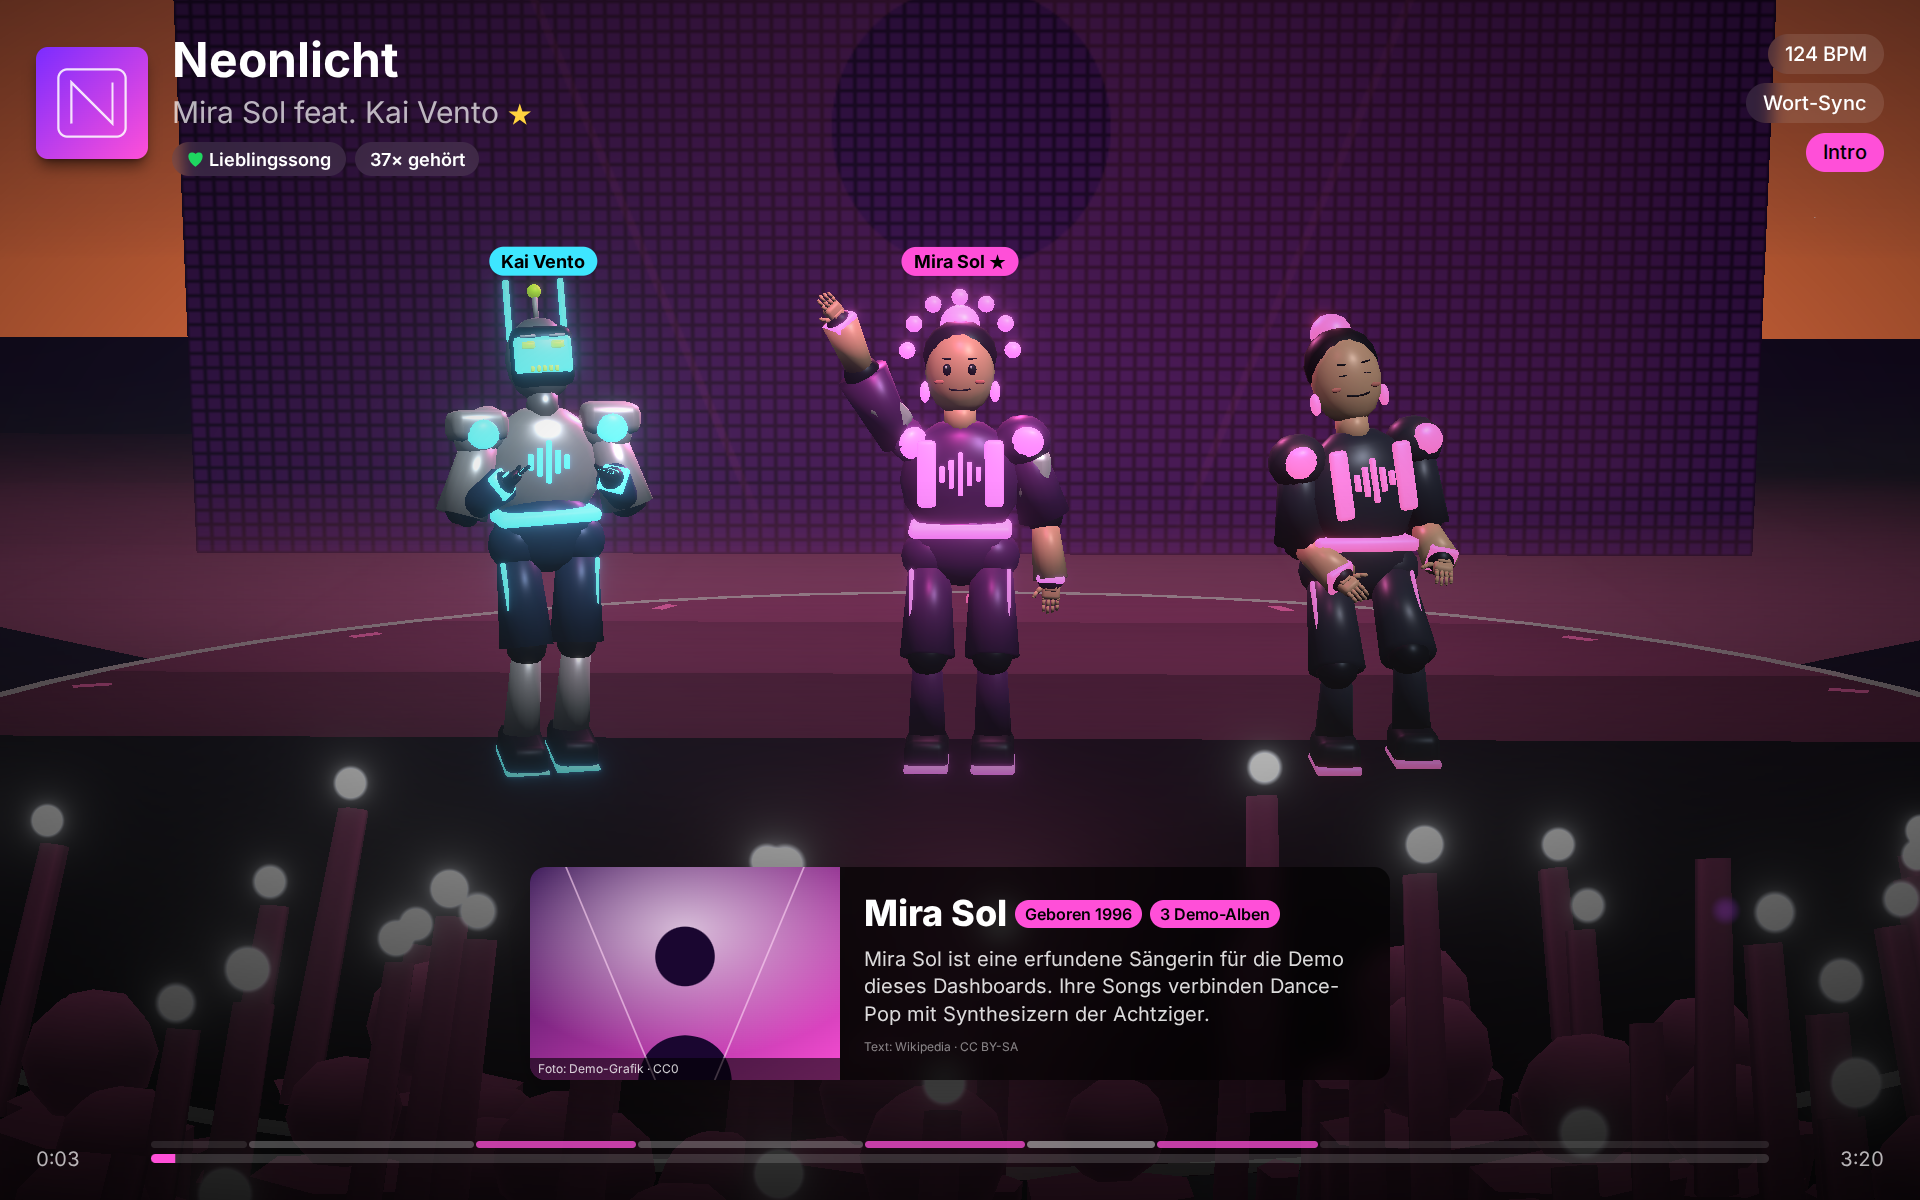 N
Neonlicht
Mira Sol feat. Kai Vento ★
Lieblingssong
37× gehört
124 BPM
Wort-Sync
Intro
Kai Vento
Mira Sol ★
Mira Sol
Geboren 1996
3 Demo-Alben
Mira Sol ist eine erfundene Sängerin für die Demo
dieses Dashboards. Ihre Songs verbinden Dance-
Pop mit Synthesizern der Achtziger.
Text: Wikipedia · CC BY-SA
Foto: Demo-Grafik · CC0
0:03
3:20